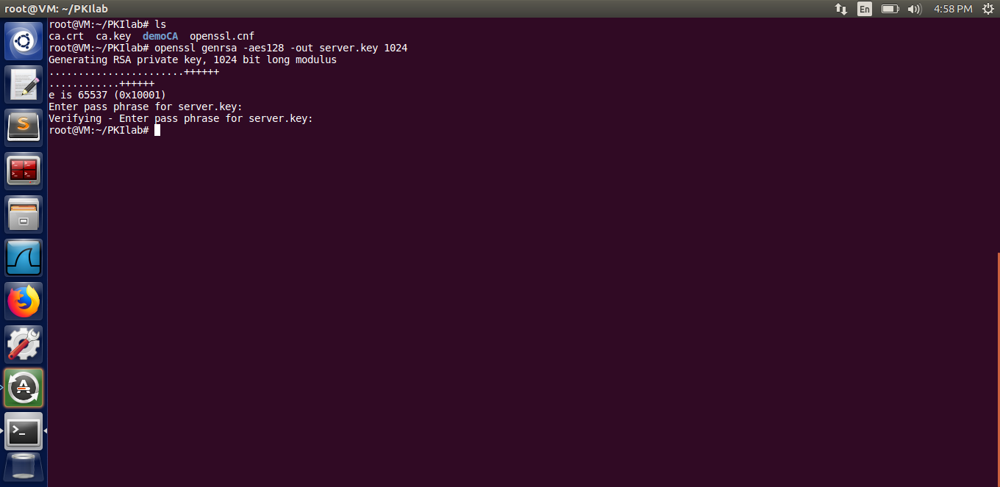 root@VM: ~/PKIlab
En
4:58 PM
root@VM:~/PKIlab# ls
ca.crt  ca.key  demoCA  openssl.cnf
root@VM:~/PKIlab# openssl genrsa -aes128 -out server.key 1024
Generating RSA private key, 1024 bit long modulus
.......................++++++
............++++++
e is 65537 (0x10001)
Enter pass phrase for server.key:
Verifying - Enter pass phrase for server.key:
root@VM:~/PKIlab#